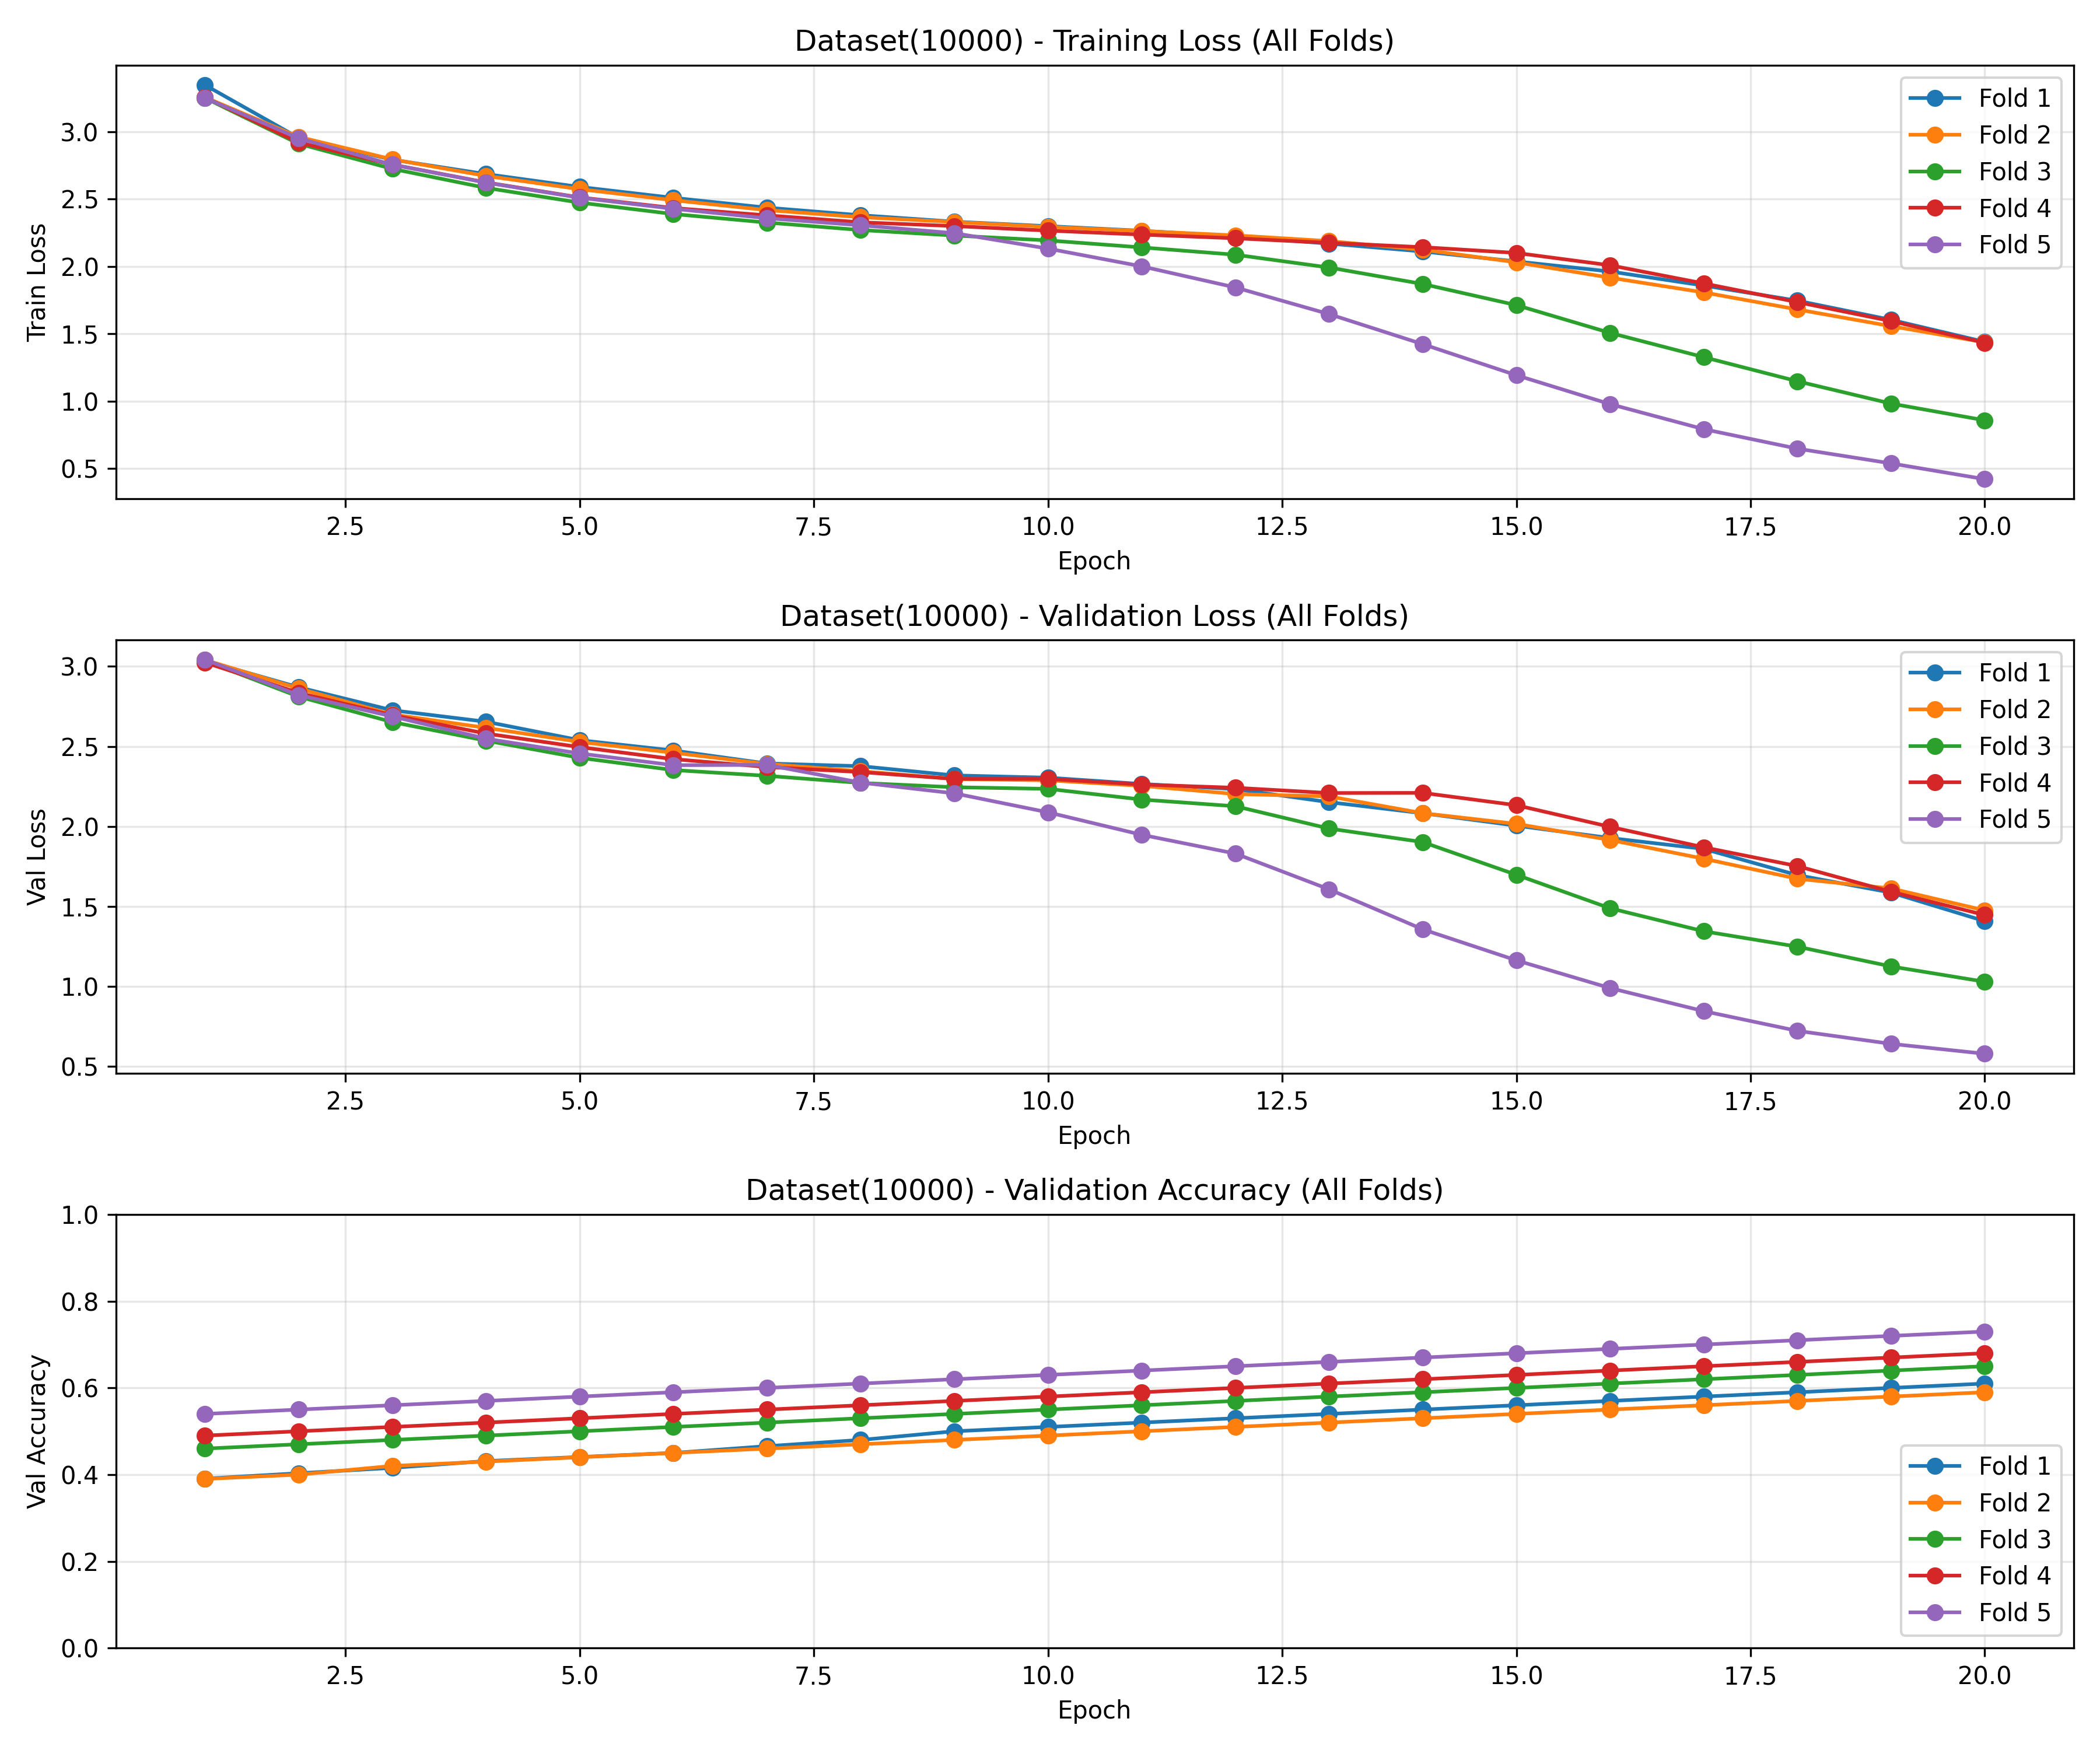 Dataset(10000) - Training Loss (All Folds)
Train Loss
3.0
2.5
2.0
1.5
1.0
0.5
Fold 1
Fold 2
Fold 3
Fold 4
Fold 5
2.5 5.0 7.5 10.0 12.5 15.0 17.5 20.0
Epoch
Dataset(10000) - Validation Loss (All Folds)
Val Loss
3.0
2.5
2.0
1.5
1.0
0.5
Fold 1
Fold 2
Fold 3
Fold 4
Fold 5
2.5 5.0 7.5 10.0 12.5 15.0 17.5 20.0
Epoch
Dataset(10000) - Validation Accuracy (All Folds)
Val Accuracy
1.0
0.8
0.6
0.4
0.2
0.0
Fold 1
Fold 2
Fold 3
Fold 4
Fold 5
2.5 5.0 7.5 10.0 12.5 15.0 17.5 20.0
Epoch